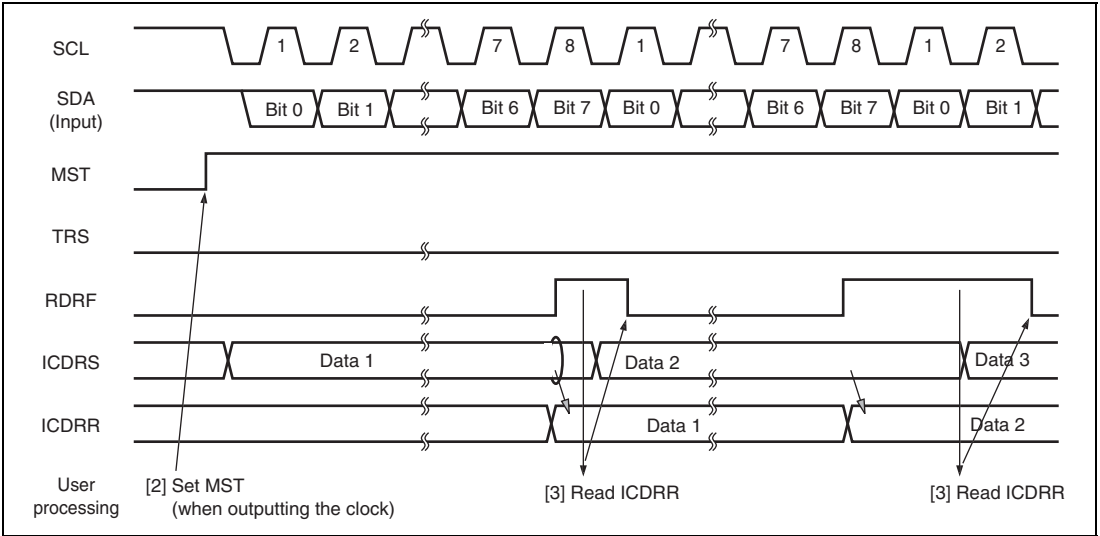 SCL 1 2 7 8 1 7 8 1 2
SDA
(Input)
Bit 0 Bit 1 Bit 6 Bit 7 Bit 0 Bit 6 Bit 7 Bit 0 Bit 1
MST
TRS
RDRF
ICDRS Data 1 Data 2 Data 3
ICDRR Data 1 Data 2
User
processing
[2] Set MST
(when outputting the clock)
[3] Read ICDRR
[3] Read ICDRR